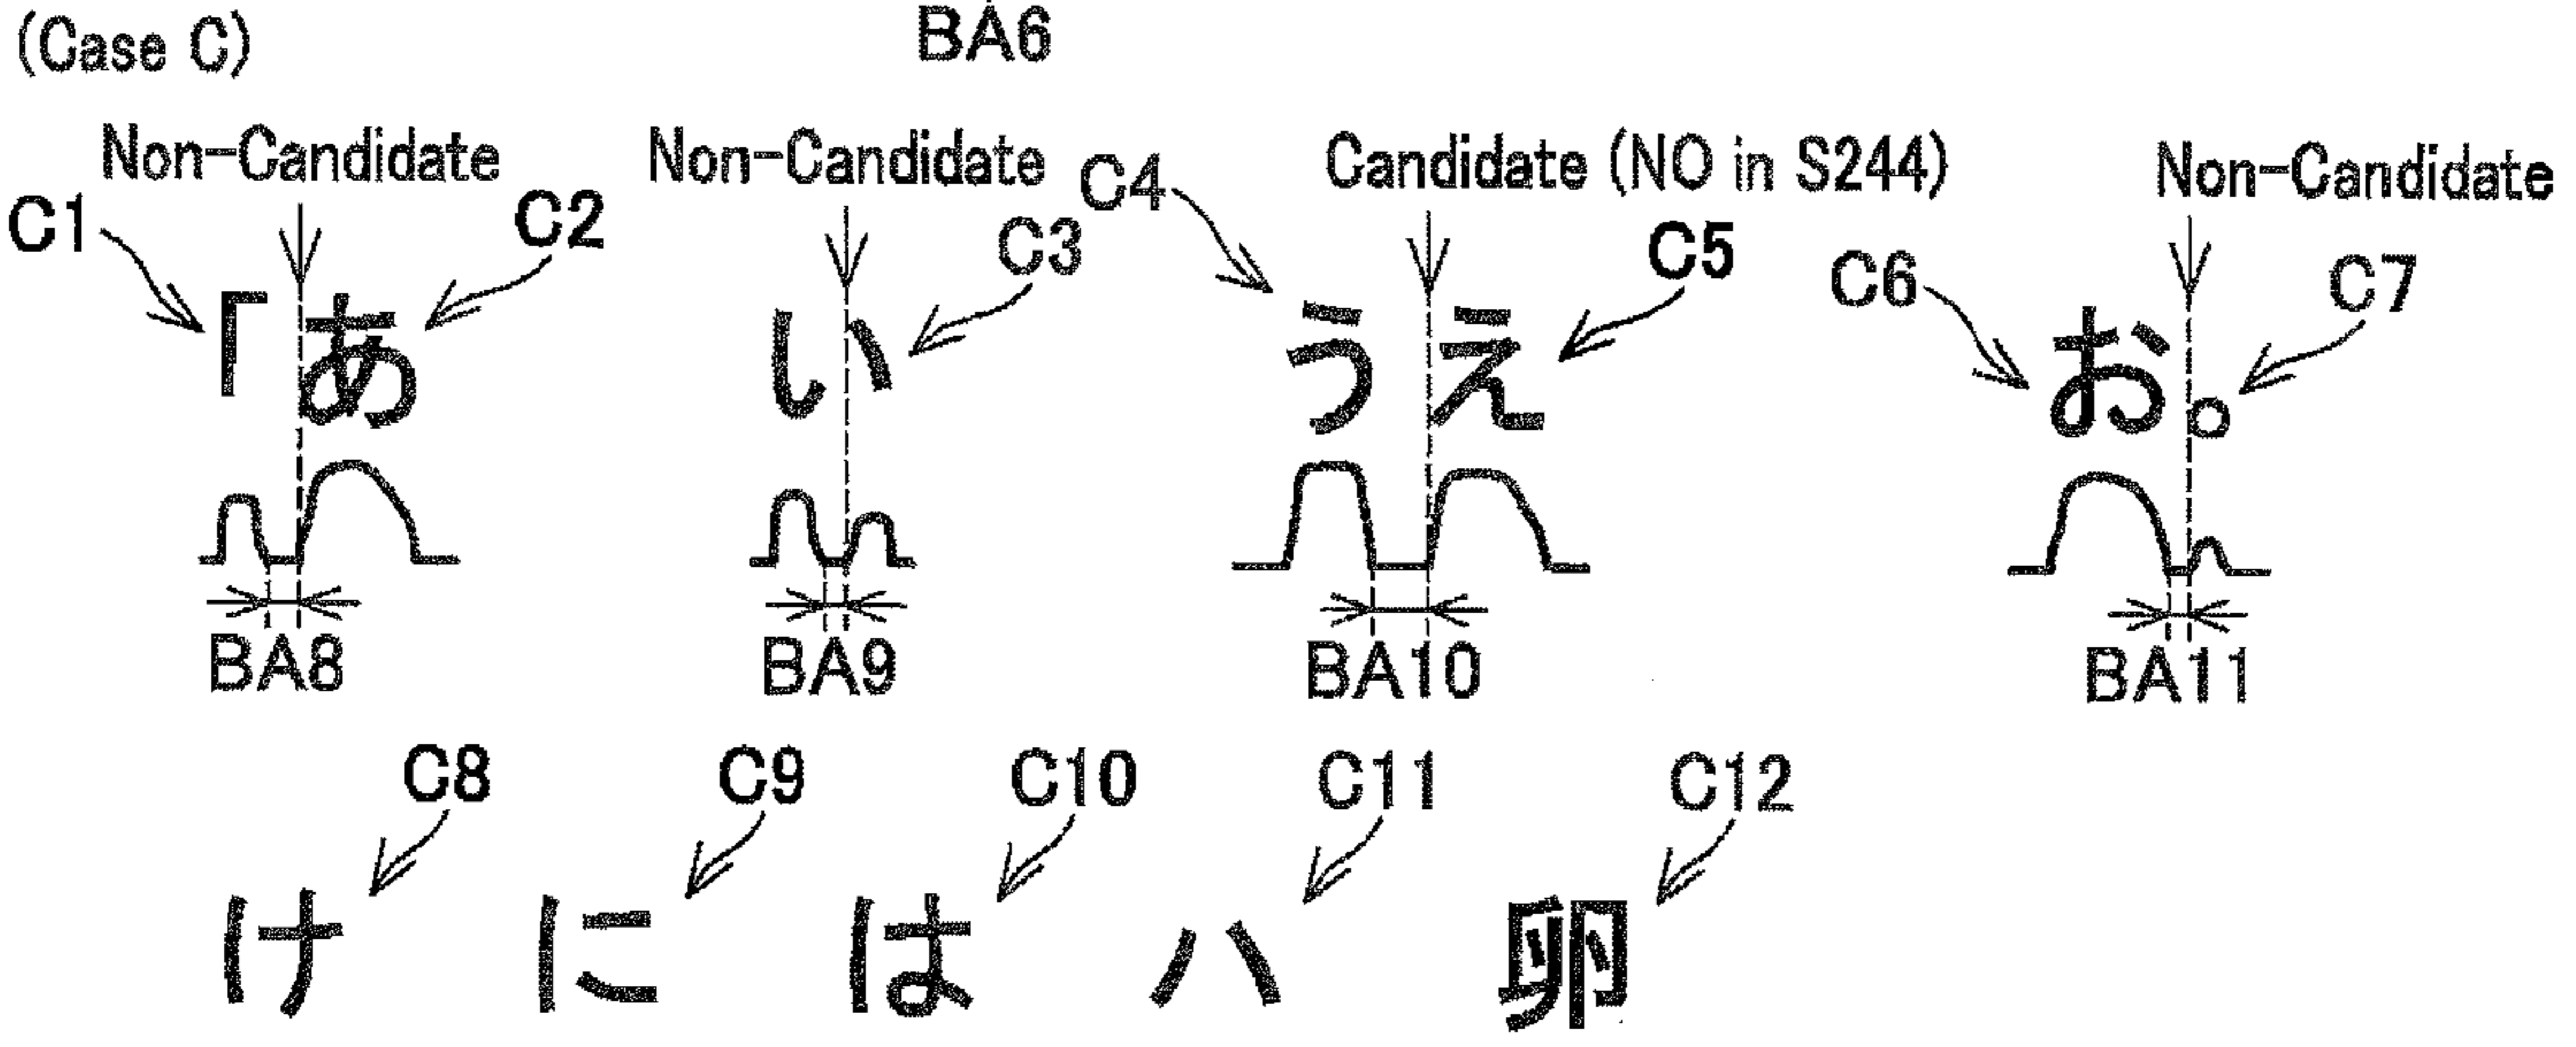 (Case C) BA6
Non-Candidate Non-Candidate Candidate (NO in S244) Non-Candidate
C1 C2 C3 C4 C5 C6 C7
「あ い うえ お。
BA8 BA9 BA10 BA11
C8 C9 C10 C11 C12
け に は ハ 卵